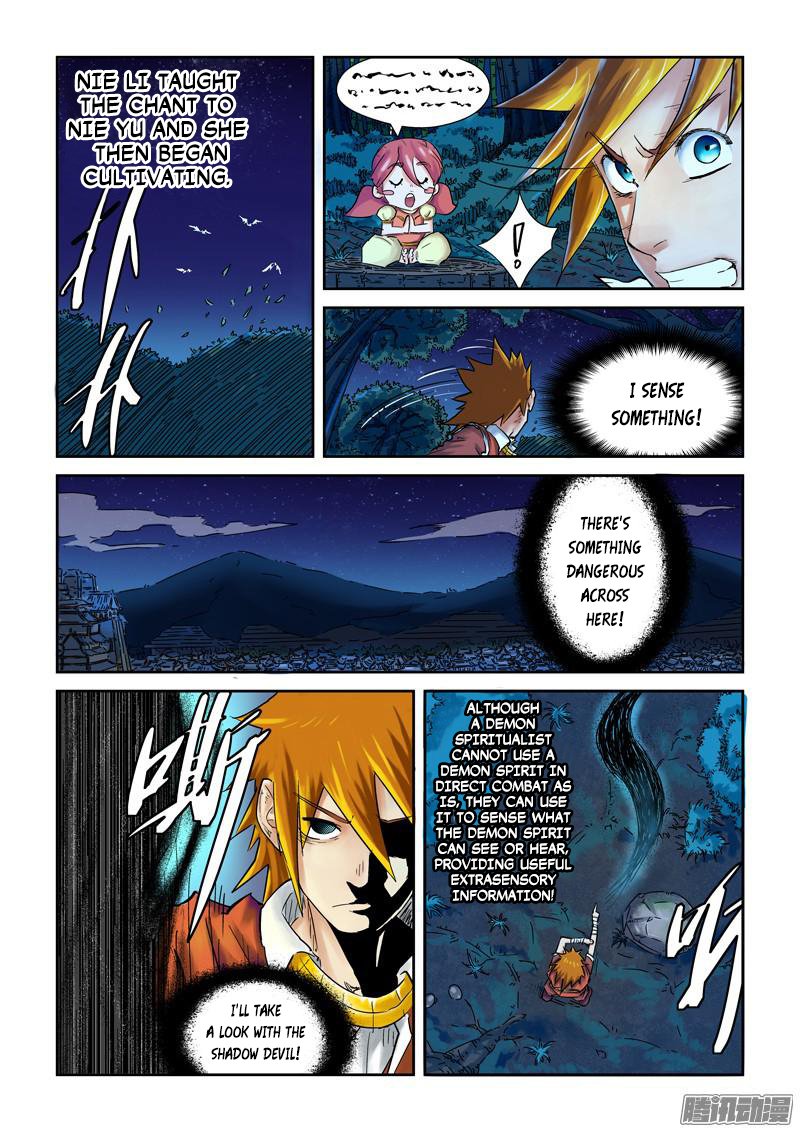 NIE LI TAUGHT
THE CHANT TO
NIE YU AND SHE
THEN BEGAN
CULTIVATING.
!
I SENSE
SOMETHING!
THERE'S
SOMETHING
DANGEROUS
ACROSS
HERE!
嘶
I'LL TAKE
A LOOK WITH THE
SHADOW DEVIL!
ALTHOUGH
A DEMON
SPIRITUALIST
CANNOT USE A
DEMON SPIRIT IN
DIRECT COMBAT AS
IS, THEY CAN USE
IT TO SENSE WHAT
THE DEMON SPIRIT
CAN SEE OR HEAR,
PROVIDING USEFUL
EXTRASENSORY
INFORMATION!
腾讯动漫